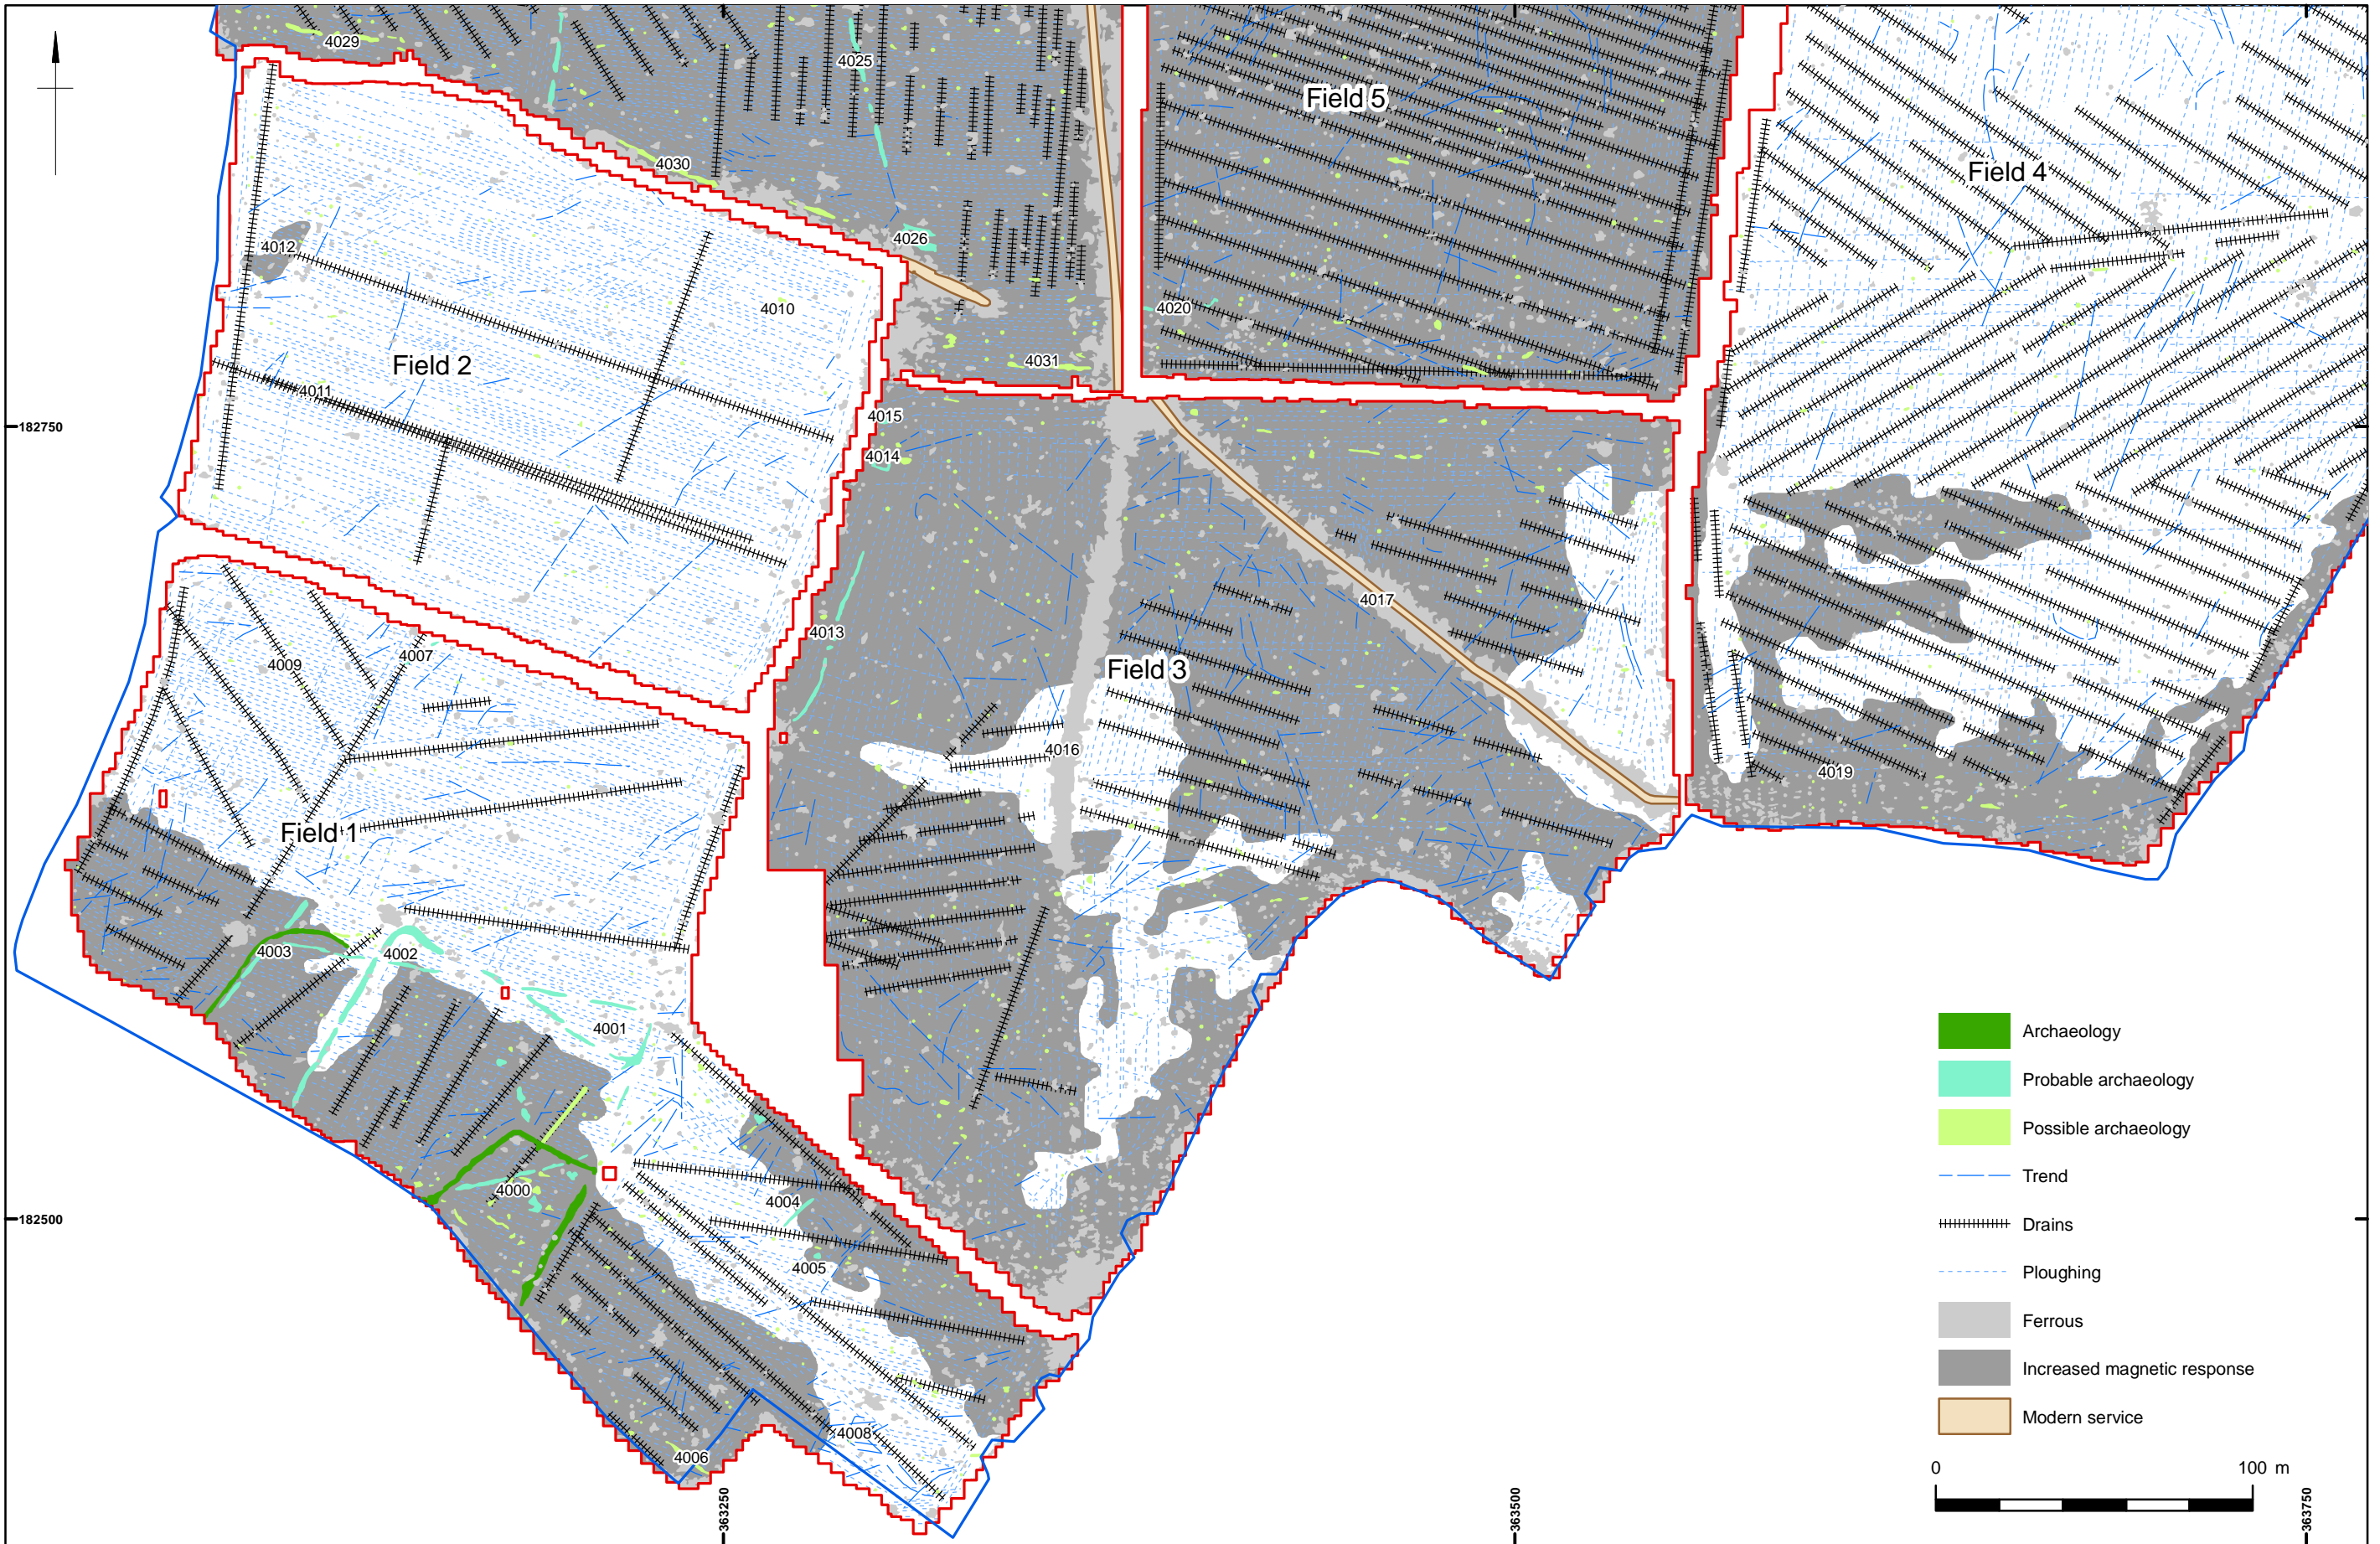 4029
4025
Field 5
4030
Field 4
4026
4012
4010
4020
Field 2
4031
4011
4015
182750
4014
4017
4013
4007
4009
Field 3
4016
4019
Field 1
4003
4002
4001
4000
4004
182500
4005
4008
4006
363250
363500
363750
Archaeology
Probable archaeology
Possible archaeology
Trend
Drains
Ploughing
Ferrous
Increased magnetic response
Modern service
0 100 m